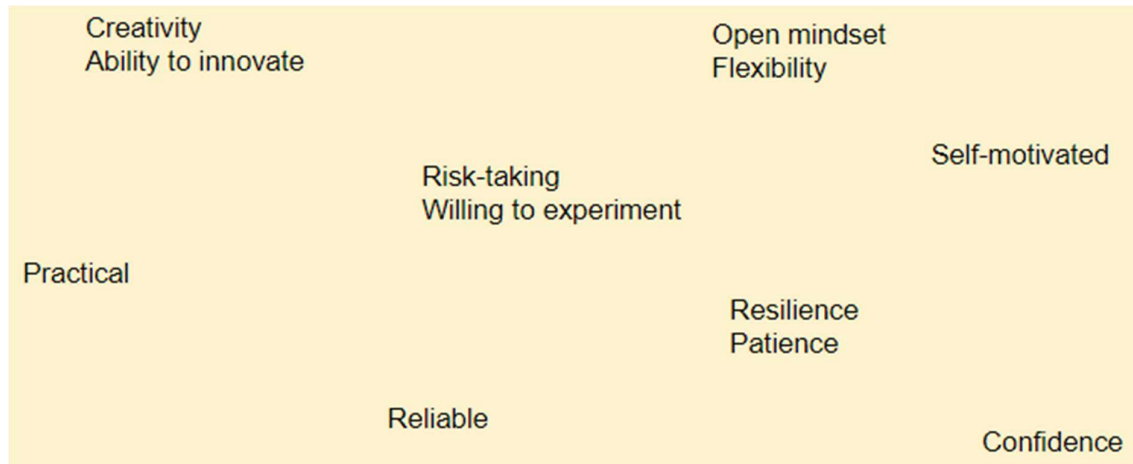 Creativity
Ability to innovate
Open mindset
Flexibility
Self-motivated
Risk-taking
Willing to experiment
Practical
Resilience
Patience
Reliable
Confidence